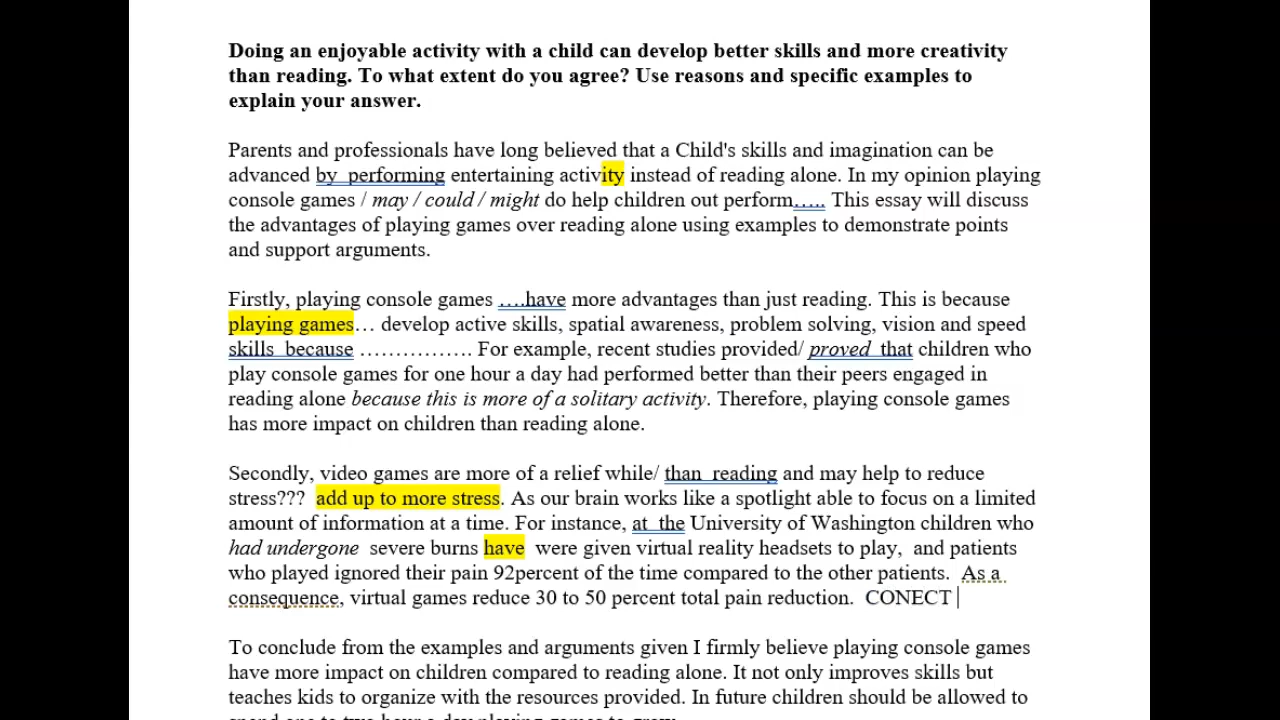 Doing an enjoyable activity with a child can develop better skills and more creativity
than reading. To what extent do you agree? Use reasons and specific examples to
explain your answer.
Parents and professionals have long believed that a Child's skills and imagination can be
advanced by  performing entertaining activity instead of reading alone. In my opinion playing
console games / may / could / might do help children out perform….. This essay will discuss
the advantages of playing games over reading alone using examples to demonstrate points
and support arguments.
Firstly, playing console games ….have more advantages than just reading. This is because
playing games… develop active skills, spatial awareness, problem solving, vision and speed
skills  because ……………. For example, recent studies provided/ proved  that children who
play console games for one hour a day had performed better than their peers engaged in
reading alone because this is more of a solitary activity. Therefore, playing console games
has more impact on children than reading alone.
Secondly, video games are more of a relief while/ than  reading and may help to reduce
stress???  add up to more stress. As our brain works like a spotlight able to focus on a limited
amount of information at a time. For instance, at  the University of Washington children who
had undergone  severe burns have  were given virtual reality headsets to play,  and patients
who played ignored their pain 92percent of the time compared to the other patients.  As a
consequence, virtual games reduce 30 to 50 percent total pain reduction.  CONECT
To conclude from the examples and arguments given I firmly believe playing console games
have more impact on children compared to reading alone. It not only improves skills but
teaches kids to organize with the resources provided. In future children should be allowed to
spend one to two hour a day playing games to grow.